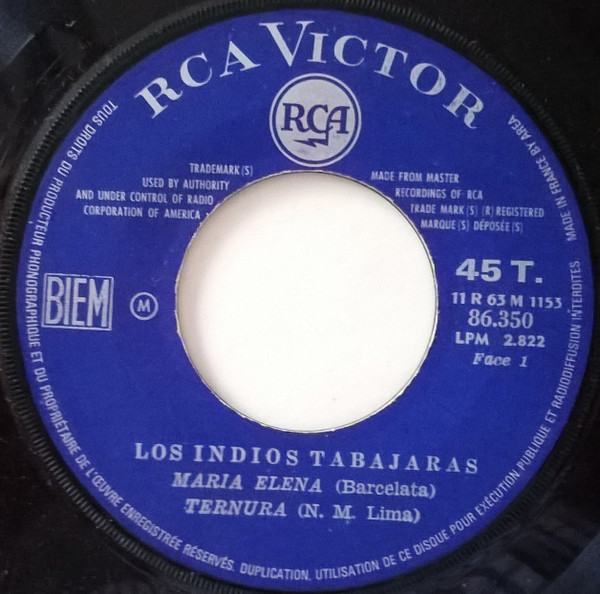 RCA VICTOR
RCA
TRADEMARK (S)
USED BY AUTHORITY
AND UNDER CONTROL OF RADIO
CORPORATION OF AMERICA
MADE FROM MASTER
RECORDINGS OF RCA
TRADE MARK (S) (R) REGISTERED
MARQUE (S) DÉPOSÉE (S)
BIEM
M
45 T.
11 R 63 M 1153
86.350
LPM 2.822
Face 1
LOS INDIOS TABAJARAS
MARIA ELENA (Barcelata)
TERNURA (N. M. Lima)
TOUS DROITS DU PRODUCTEUR PHONOGRAPHIQUE ET DU PROPRIÉTAIRE DE L'ŒUVRE ENREGISTRÉE RÉSERVÉS. DUPLICATION, UTILISATION DE CE DISQUE POUR EXÉCUTION PUBLIQUE ET RADIODIFFUSION INTERDITES
MADE IN FRANCE BY AREA